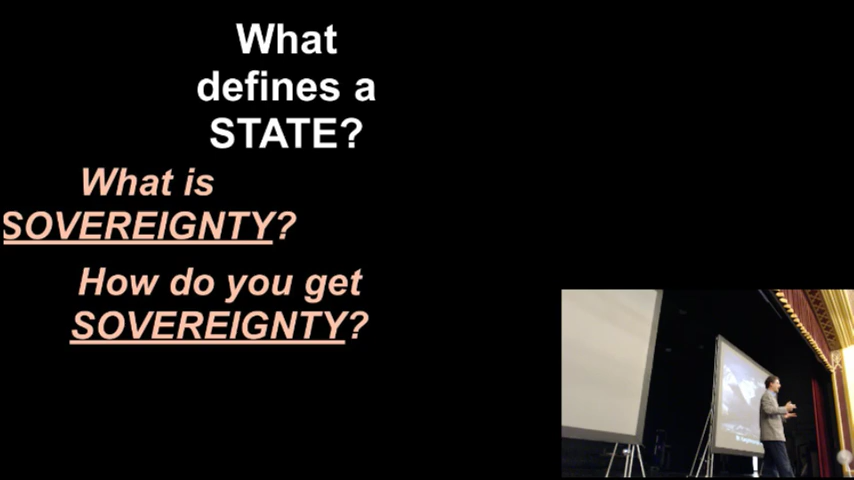 What
defines a
STATE?
What is
SOVEREIGNTY?
How do you get
SOVEREIGNTY?